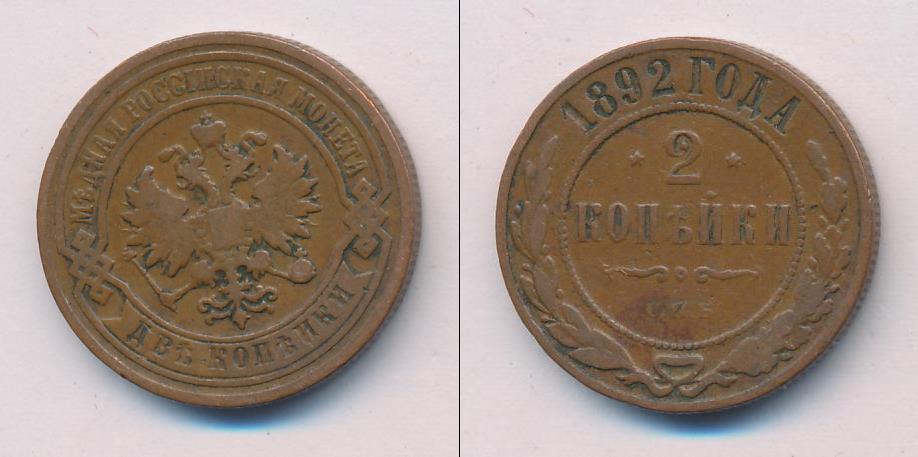 МѢДНАЯ РОССІЙСКАЯ МОНЕТА
ДВѢ КОПѢЙКИ
1892 ГОДА
2
КОПѢЙКИ